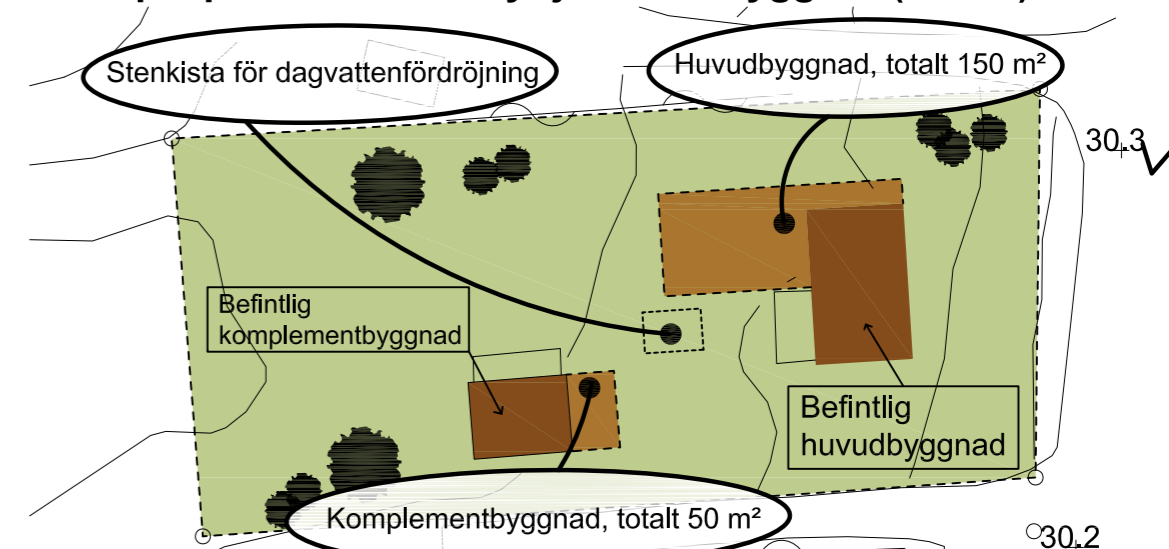 Stenkista för dagvattenfördröjning
Huvudbyggnad, totalt 150 m²
30.3
Befintlig
komplementbyggnad
Befintlig
huvudbyggnad
Komplementbyggnad, totalt 50 m²
30.2